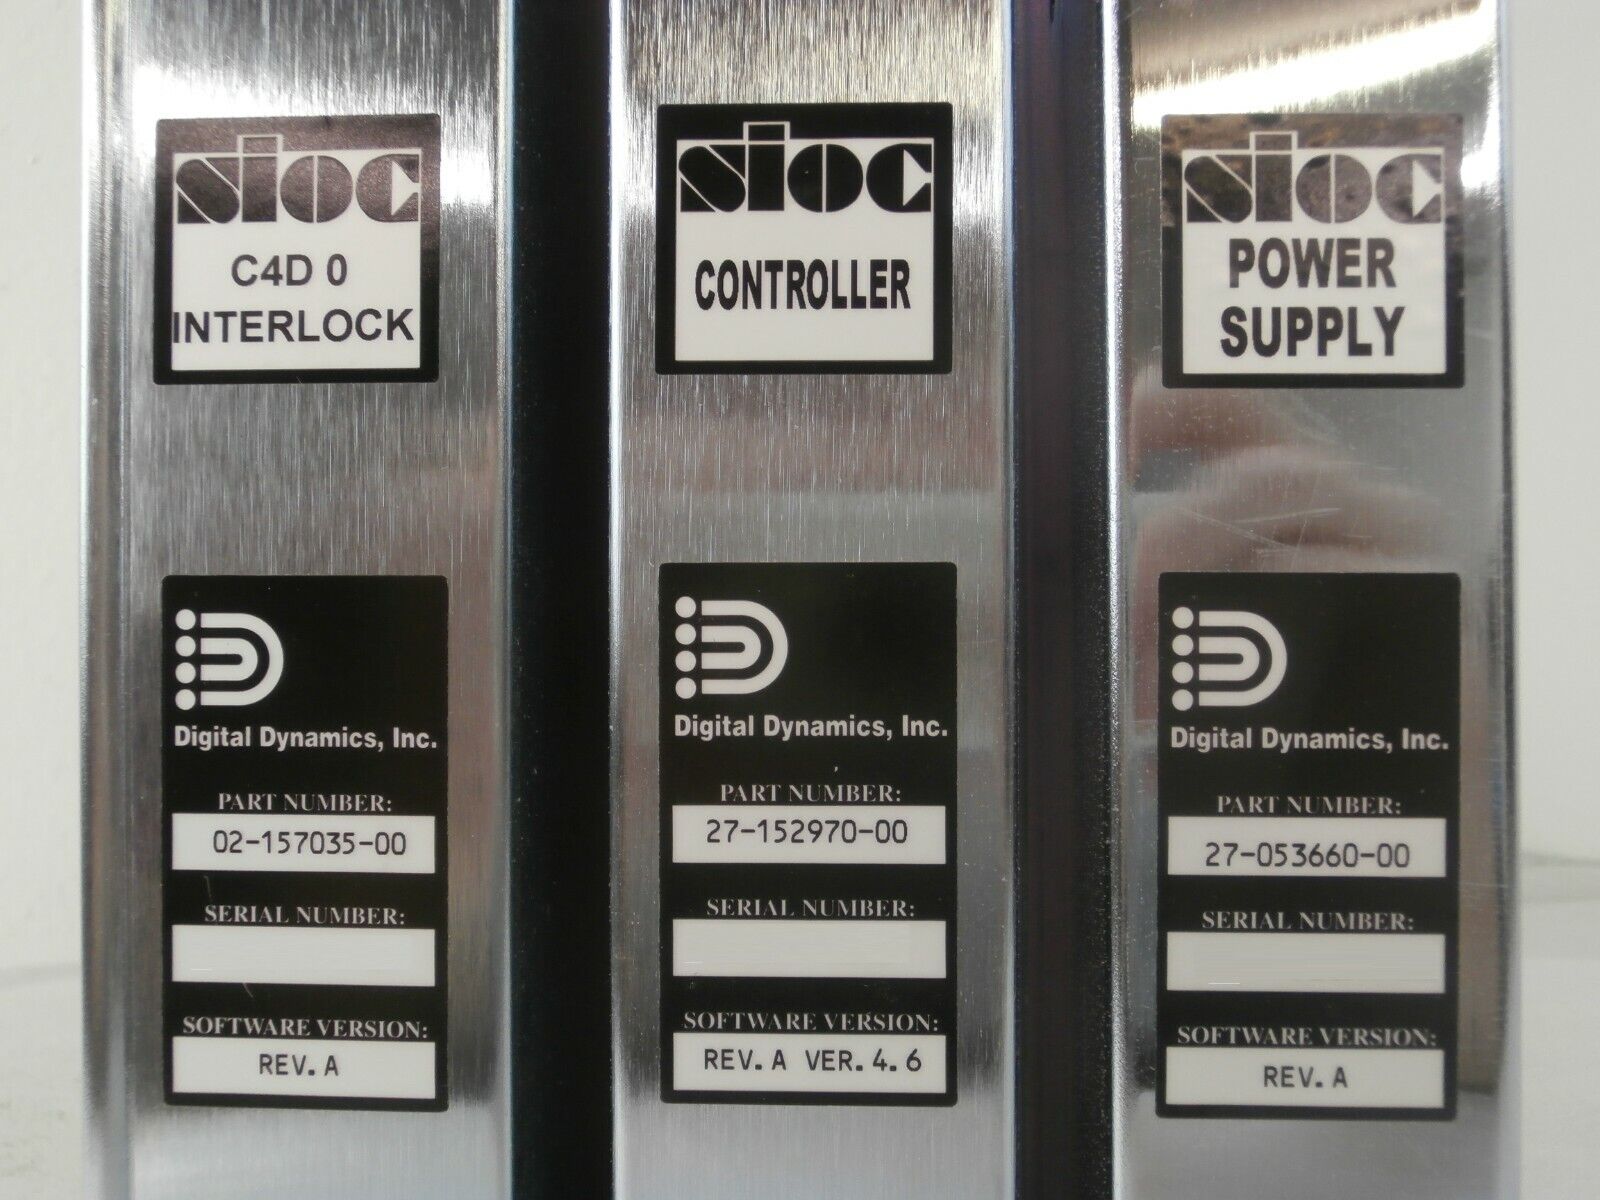 sioc
C4D 0
INTERLOCK
Digital Dynamics, Inc.
PART NUMBER:
02-157035-00
SERIAL NUMBER:
SOFTWARE VERSION:
REV. A
sioc
CONTROLLER
Digital Dynamics, Inc.
PART NUMBER:
27-152970-00
SERIAL NUMBER:
SOFTWARE VERSION:
REV. A VER. 4.6
sioc
POWER
SUPPLY
Digital Dynamics, Inc.
PART NUMBER:
27-053660-00
SERIAL NUMBER:
SOFTWARE VERSION:
REV. A